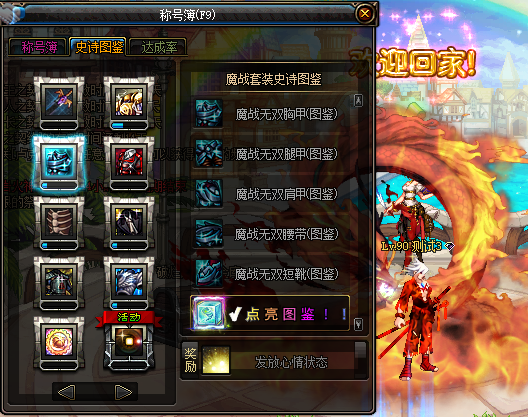 称号簿(F9)
称号簿 史诗图鉴 达成率
欢迎回家!
魔战套装史诗图鉴
魔战无双胸甲(图鉴)
魔战无双腿甲(图鉴)
魔战无双肩甲(图鉴)
魔战无双腰带(图鉴)
魔战无双短靴(图鉴)
✔点亮图鉴！！
活动
奖励
发放心情状态
Lv90 测试3